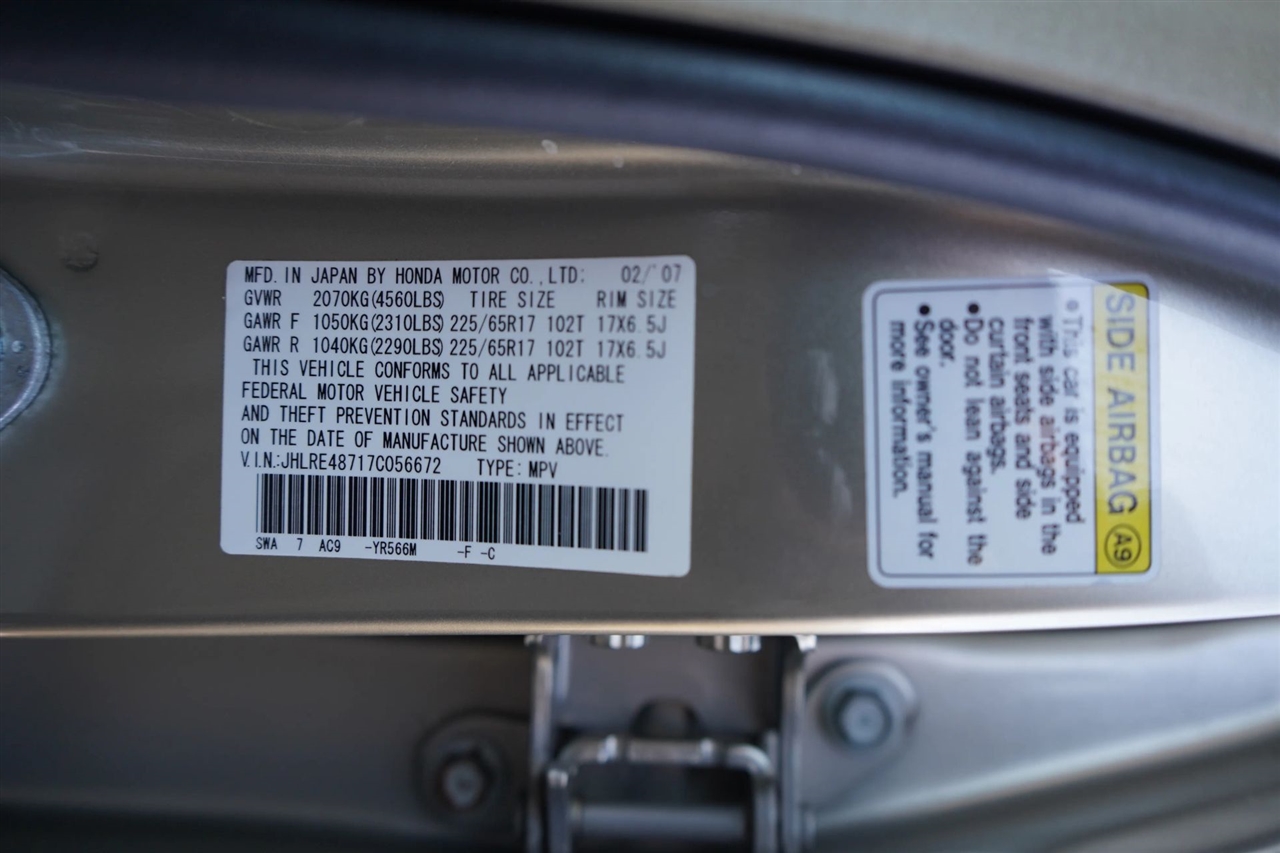 MFD. IN JAPAN BY HONDA MOTOR CO., LTD: 02/'07
GVWR 2070KG(4560LBS) TIRE SIZE RIM SIZE
GAWR F 1050KG(2310LBS) 225/65R17 102T 17X6.5J
GAWR R 1040KG(2290LBS) 225/65R17 102T 17X6.5J
THIS VEHICLE CONFORMS TO ALL APPLICABLE
FEDERAL MOTOR VEHICLE SAFETY
AND THEFT PREVENTION STANDARDS IN EFFECT
ON THE DATE OF MANUFACTURE SHOWN ABOVE.
V.I.N.:JHLRE48717C056672 TYPE: MPV
SWA 7 AC9 -YR566M -F -C
SIDE AIRBAG A9
●This car is equipped
with side airbags in the
front seats and side
curtain airbags.
●Do not lean against the
door.
●See owner's manual for
more information.